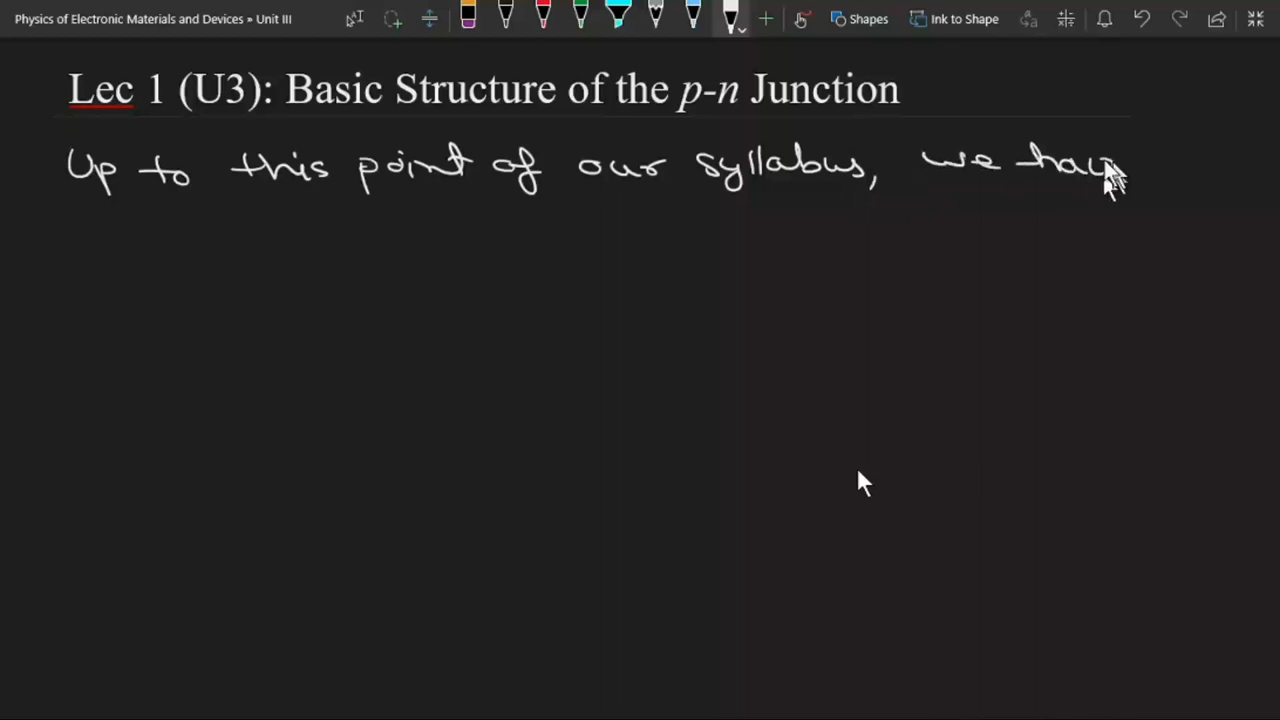 Physics of Electronic Materials and Devices » Unit III
Shapes
Ink to Shape
Lec 1 (U3): Basic Structure of the p-n Junction
Up to this point of our syllabus, we hav